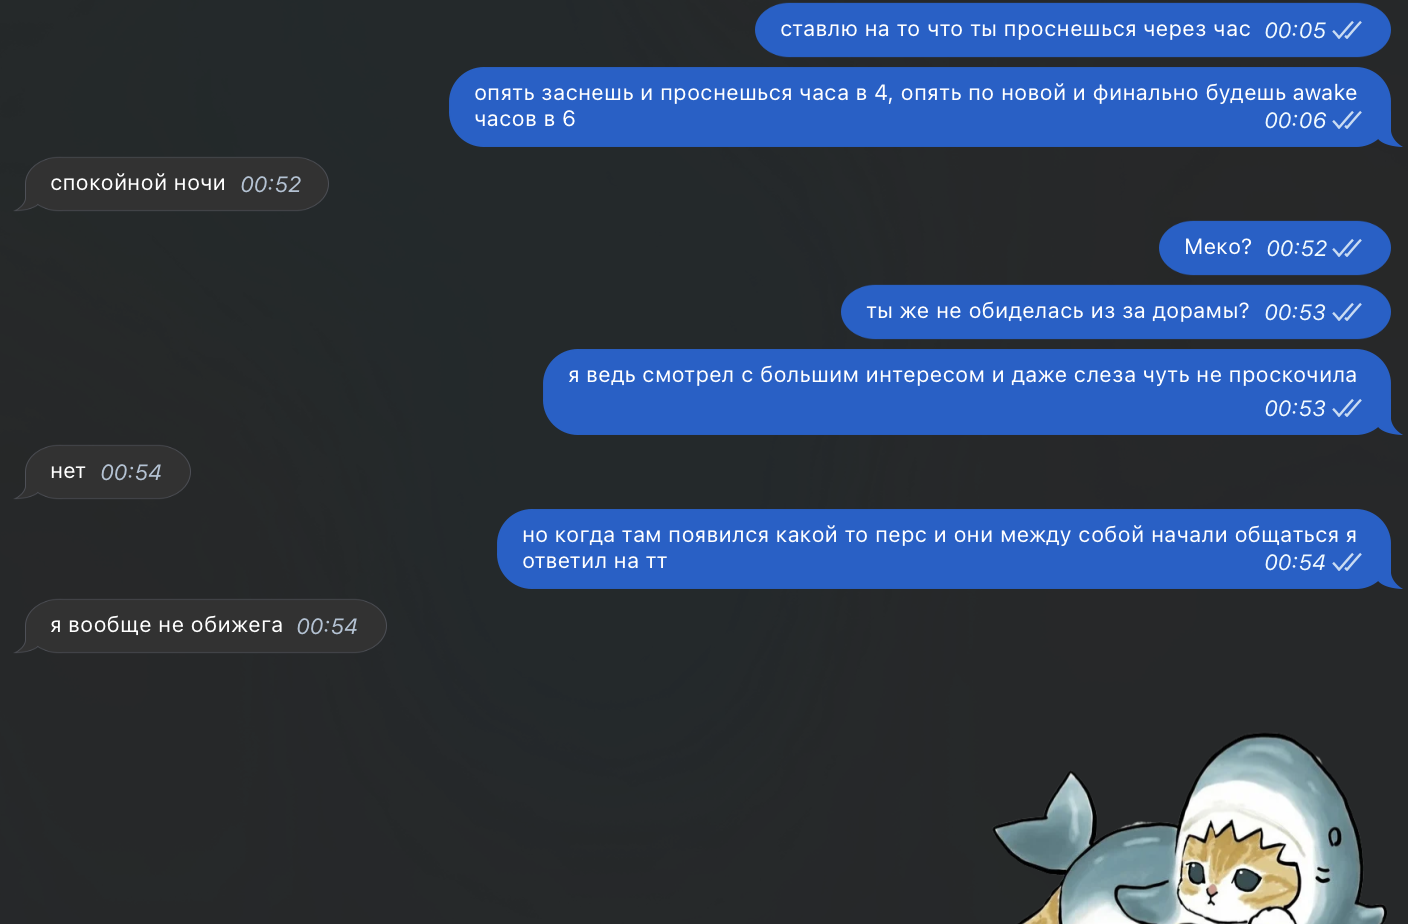 ставлю на то что ты проснешься через час 00:05
опять заснешь и проснешься часа в 4, опять по новой и финально будешь awake
часов в 6 00:06
спокойной ночи 00:52
Меко? 00:52
ты же не обиделась из за дорамы? 00:53
я ведь смотрел с большим интересом и даже слеза чуть не проскочила
00:53
нет 00:54
но когда там появился какой то перс и они между собой начали общаться я
ответил на тт 00:54
я вообще не обижега 00:54